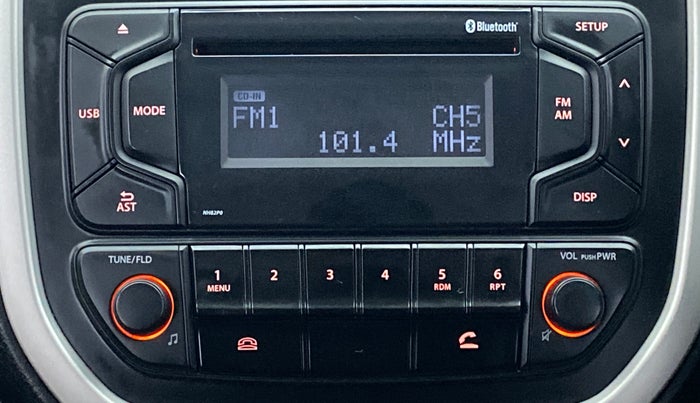 Bluetooth
SETUP
USB
MODE
CD-IN
FM1 CH5
101.4 MHz
FM
AM
AST
DISP
TUNE/FLD
1
MENU
2
3
4
5
RDM
6
RPT
VOL PUSH PWR